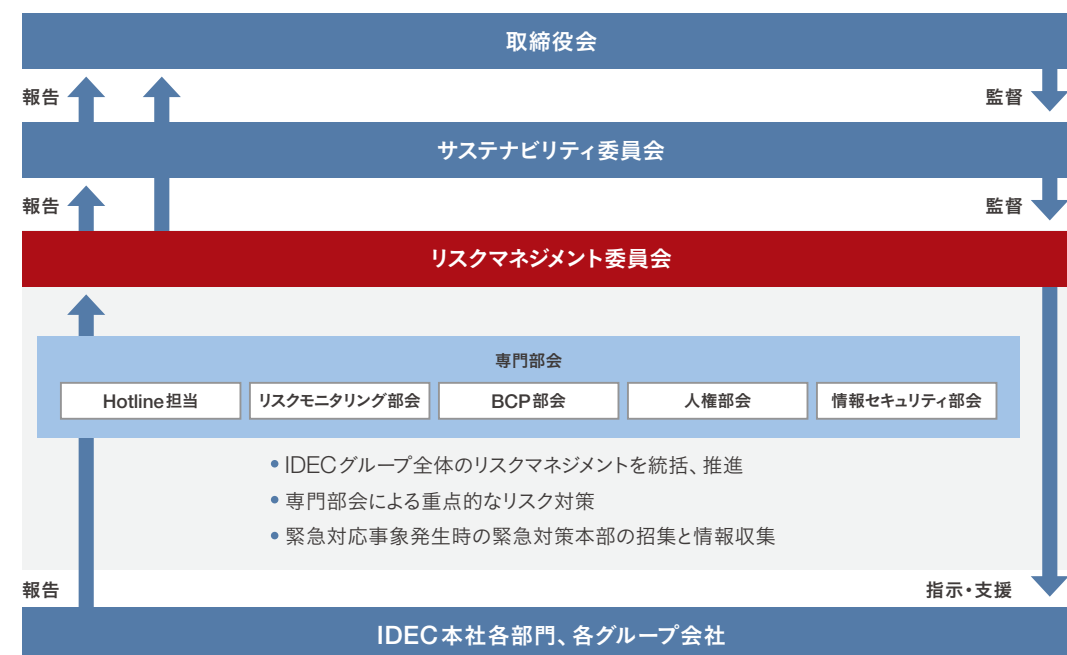 取締役会
報告
監督
サステナビリティ委員会
報告
監督
リスクマネジメント委員会
専門部会
Hotline担当
リスクモニタリング部会
BCP部会
人権部会
情報セキュリティ部会
•IDECグループ全体のリスクマネジメントを統括、推進
•専門部会による重点的なリスク対策
•緊急対応事象発生時の緊急対策本部の招集と情報収集
報告
指示・支援
IDEC本社各部門、各グループ会社